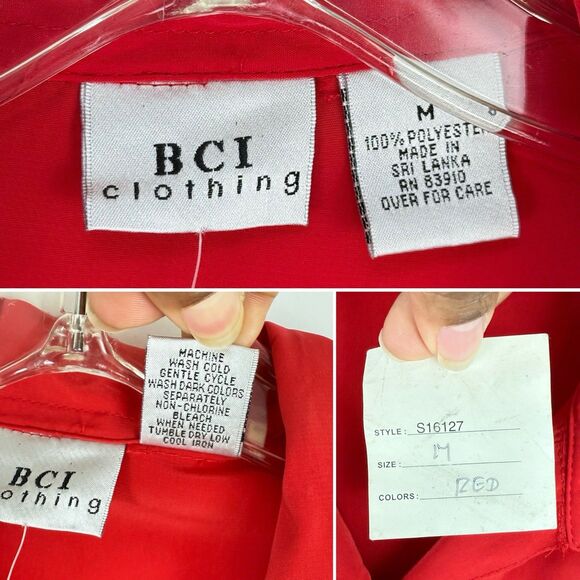 BCI
clothing
M
100% POLYESTER
MADE IN
SRI LANKA
RN 83910
OVER FOR CARE
MACHINE
WASH COLD
GENTLE CYCLE
WASH DARK COLORS
SEPARATELY
NON-CHLORINE
BLEACH
WHEN NEEDED
TUMBLE DRY LOW
COOL IRON
BCI
othing
STYLE: S16127
SIZE: M
COLORS: RED